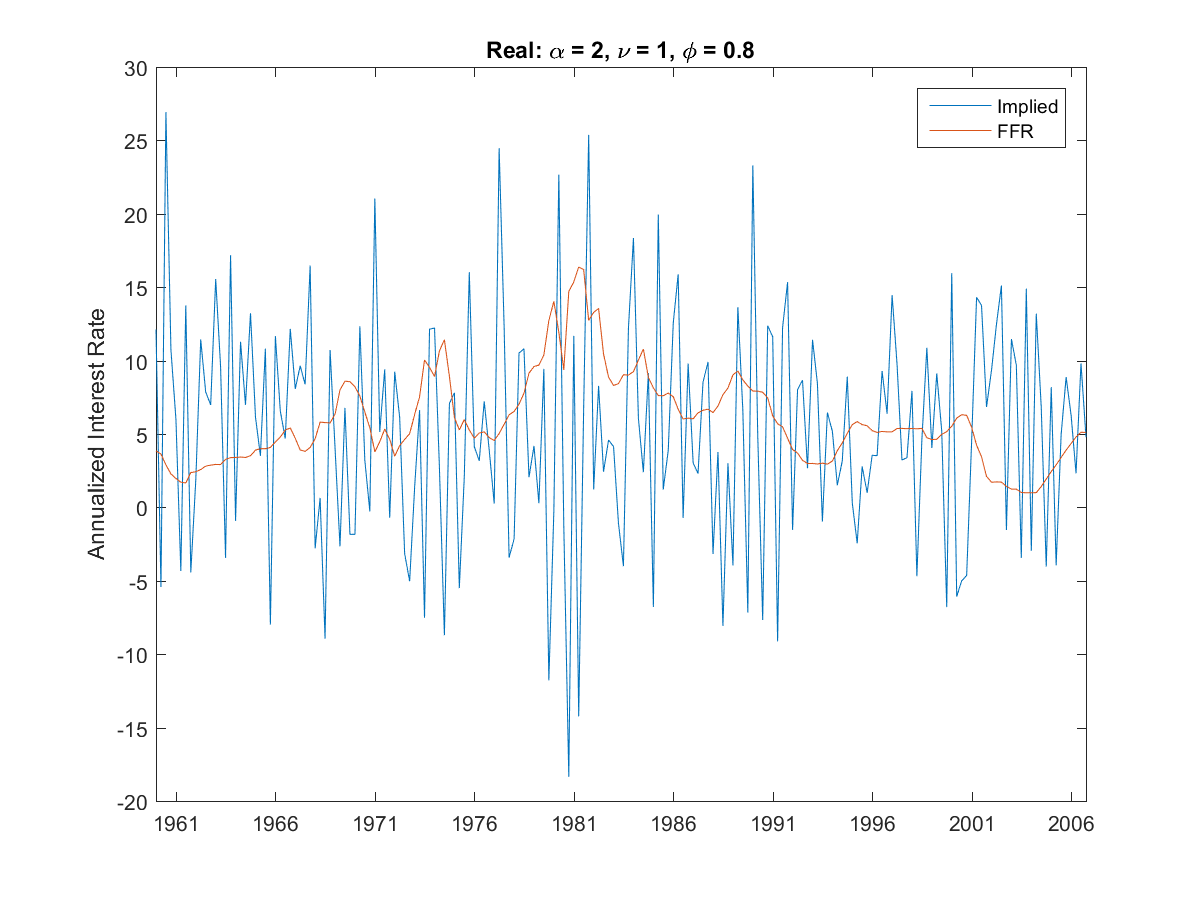 Real: α = 2, ν = 1, ϕ = 0.8
30
25
20
15
10
5
0
-5
-10
-15
-20
Annualized Interest Rate
Implied
FFR
1961 1966 1971 1976 1981 1986 1991 1996 2001 2006